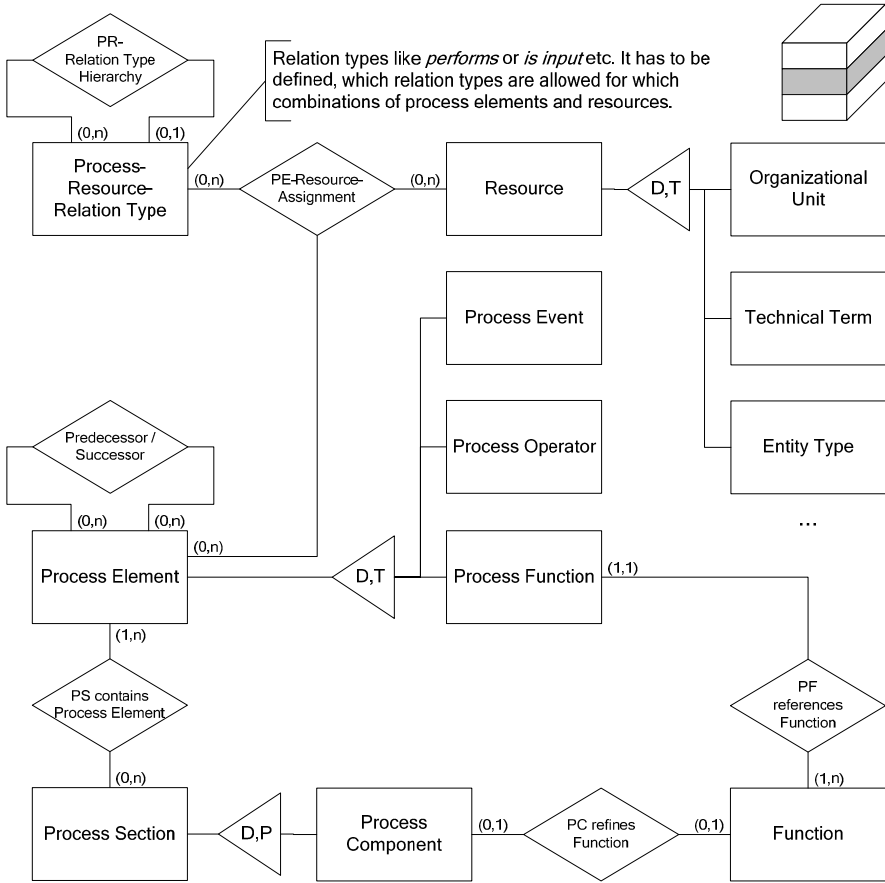 PR-
Relation Type
Hierarchy
Relation types like performs or is input etc. It has to be
defined, which relation types are allowed for which
combinations of process elements and resources.
(0,n)
(0,1)
Process-
Resource-
Relation Type
(0,n)
PE-Resource-
Assignment
(0,n)
Resource
D,T
Organizational
Unit
Process Event
Technical Term
Predecessor /
Successor
Process Operator
Entity Type
...
(0,n)
(0,n)
(0,n)
Process Element
D,T
Process Function
(1,1)
(1,n)
PS contains
Process Element
PF
references
Function
(0,n)
(1,n)
Process Section
D,P
Process
Component
(0,1)
PC refines
Function
(0,1)
Function